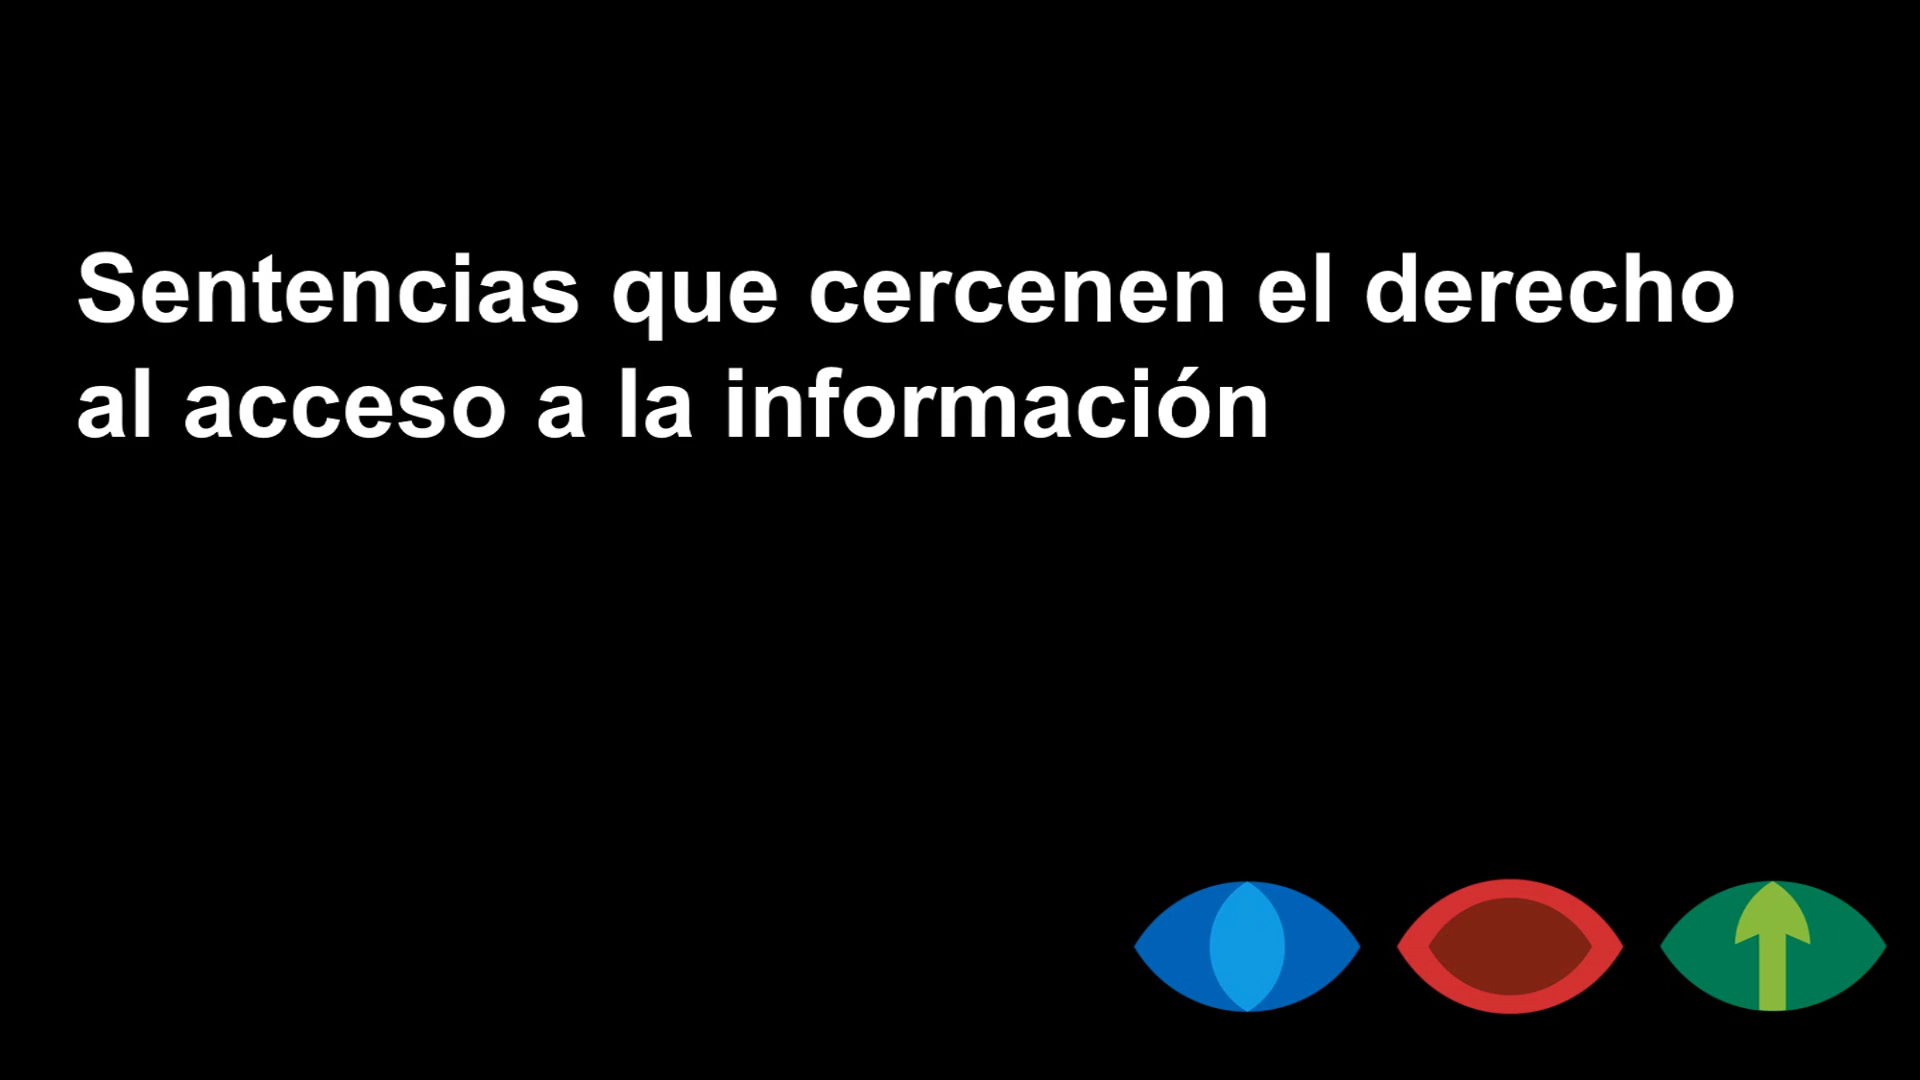 Sentencias que cercenen el derecho
al acceso a la información